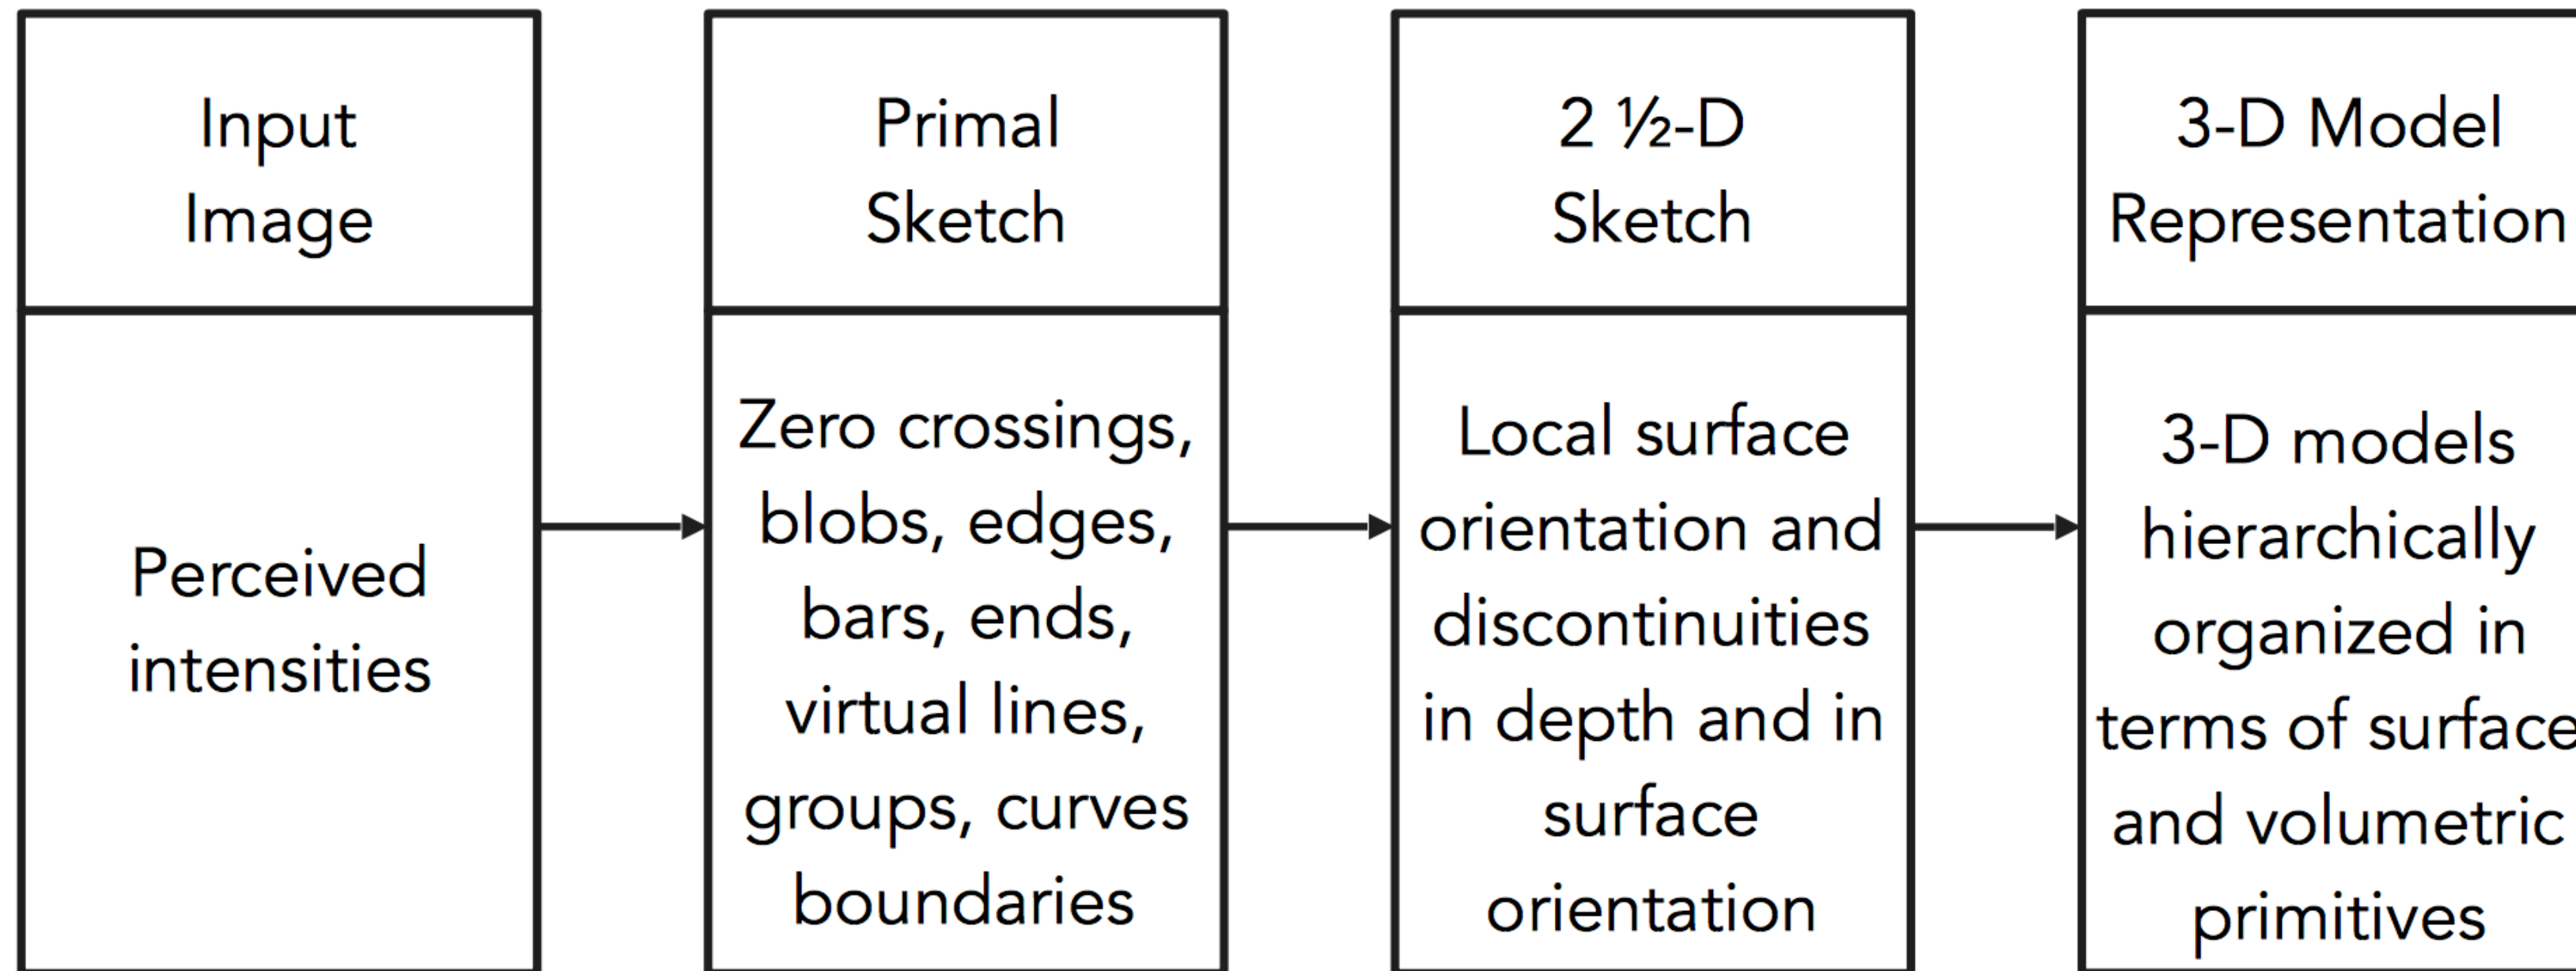 Input
Image
Perceived
intensities
Primal
Sketch
Zero crossings,
blobs, edges,
bars, ends,
virtual lines,
groups, curves
boundaries
2 ½-D
Sketch
Local surface
orientation and
discontinuities
in depth and in
surface
orientation
3-D Model
Representation
3-D models
hierarchically
organized in
terms of surface
and volumetric
primitives